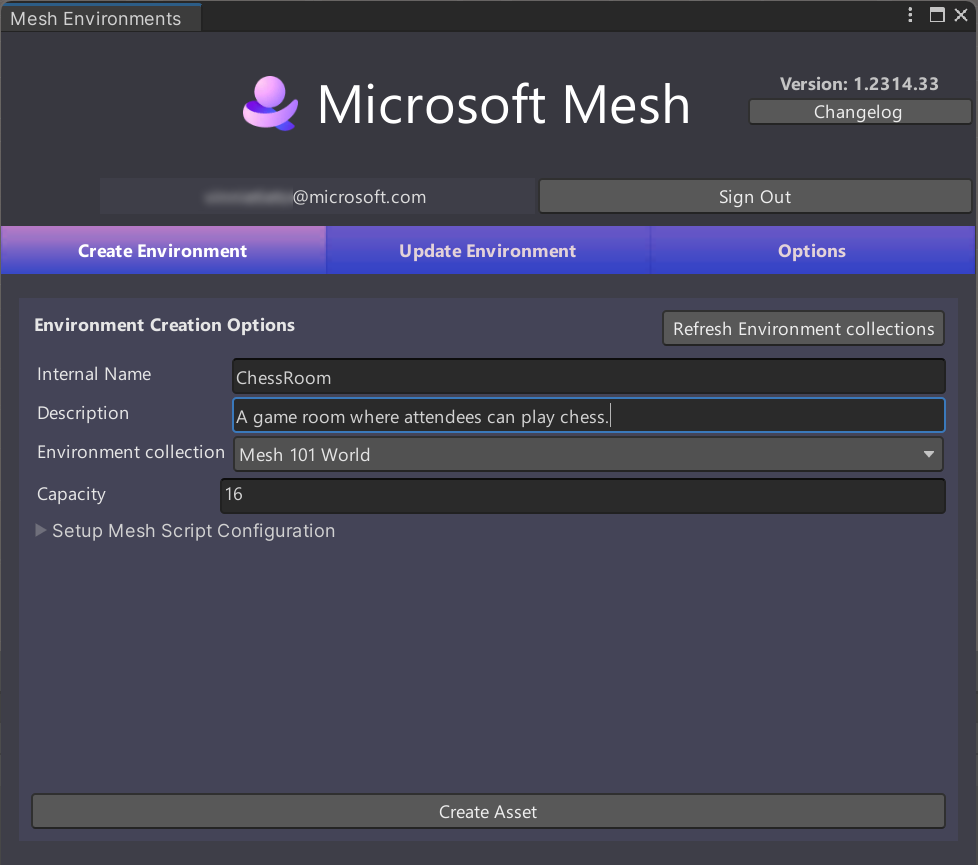 Mesh Environments
Microsoft Mesh
Version: 1.2314.33
Changelog
@microsoft.com
Sign Out
Create Environment
Update Environment
Options
Environment Creation Options
Refresh Environment collections
Internal Name
ChessRoom
Description
A game room where attendees can play chess.
Environment collection
Mesh 101 World
Capacity
16
Setup Mesh Script Configuration
Create Asset